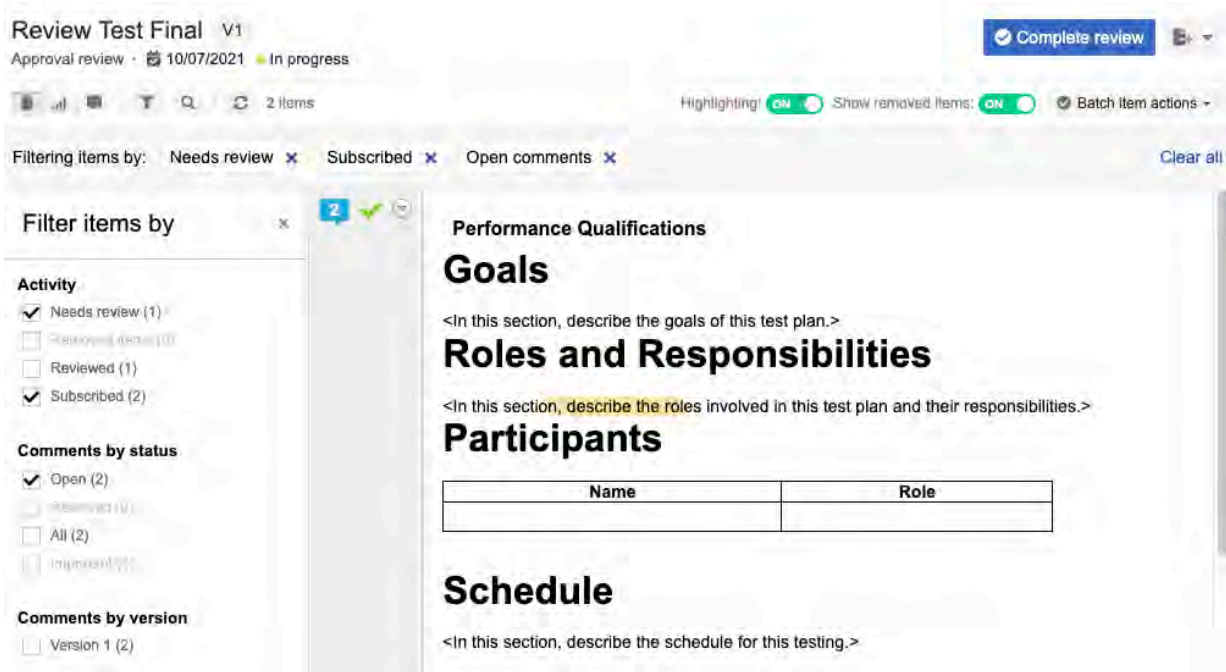 Review Test Final V1
Complete review
Approval review · 10/07/2021 In progress
2 items
Highlighting: ON Show removed items: ON Batch item actions
Filtering items by: Needs review × Subscribed × Open comments ×
Clear all
Filter items by ×
Activity
Needs review (1)
Removed items (0)
Reviewed (1)
Subscribed (2)
Comments by status
Open (2)
Resolved (0)
All (2)
Comments by version
Version 1 (2)
2
Performance Qualifications
Goals
<In this section, describe the goals of this test plan.>
Roles and Responsibilities
<In this section, describe the roles involved in this test plan and their responsibilities.>
Participants
Name Role
Schedule
<In this section, describe the schedule for this testing.>